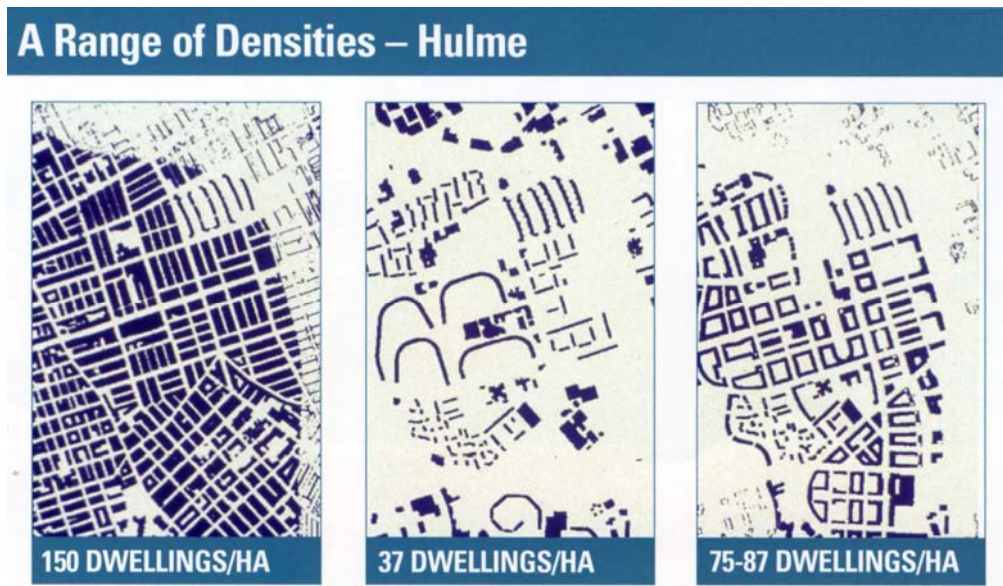 A Range of Densities – Hulme
150 DWELLINGS/HA
37 DWELLINGS/HA
75-87 DWELLINGS/HA